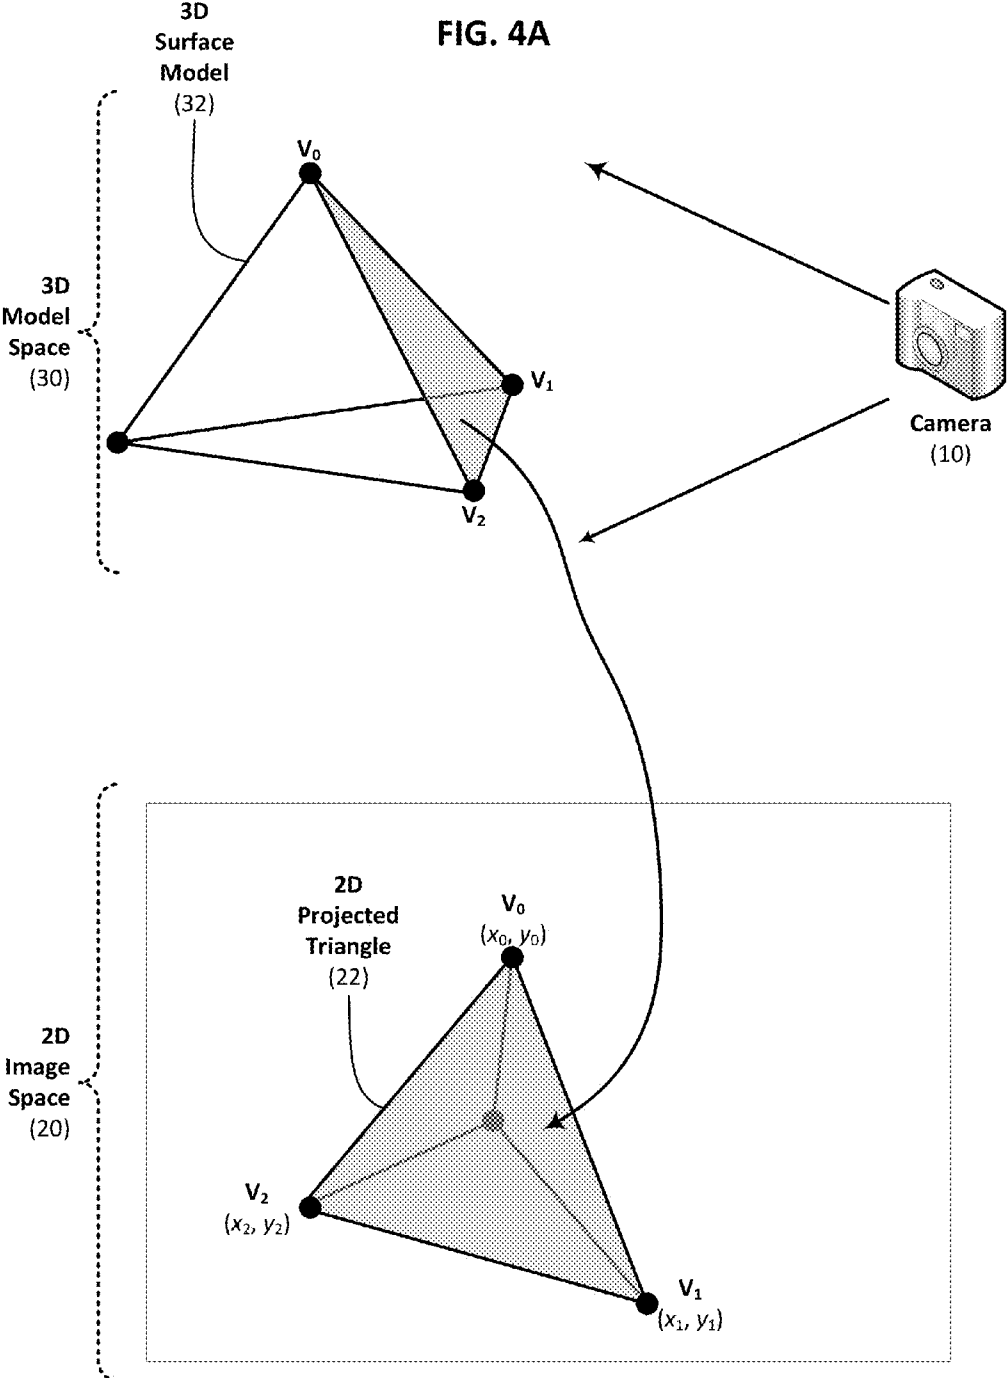 FIG. 4A
3D
Surface
Model
(32)
V₀
3D
Model
Space
(30)
V₁
V₂
Camera
(10)
2D
Projected
Triangle
(22)
V₀
(x₀, y₀)
2D
Image
Space
(20)
V₂
(x₂, y₂)
V₁
(x₁, y₁)